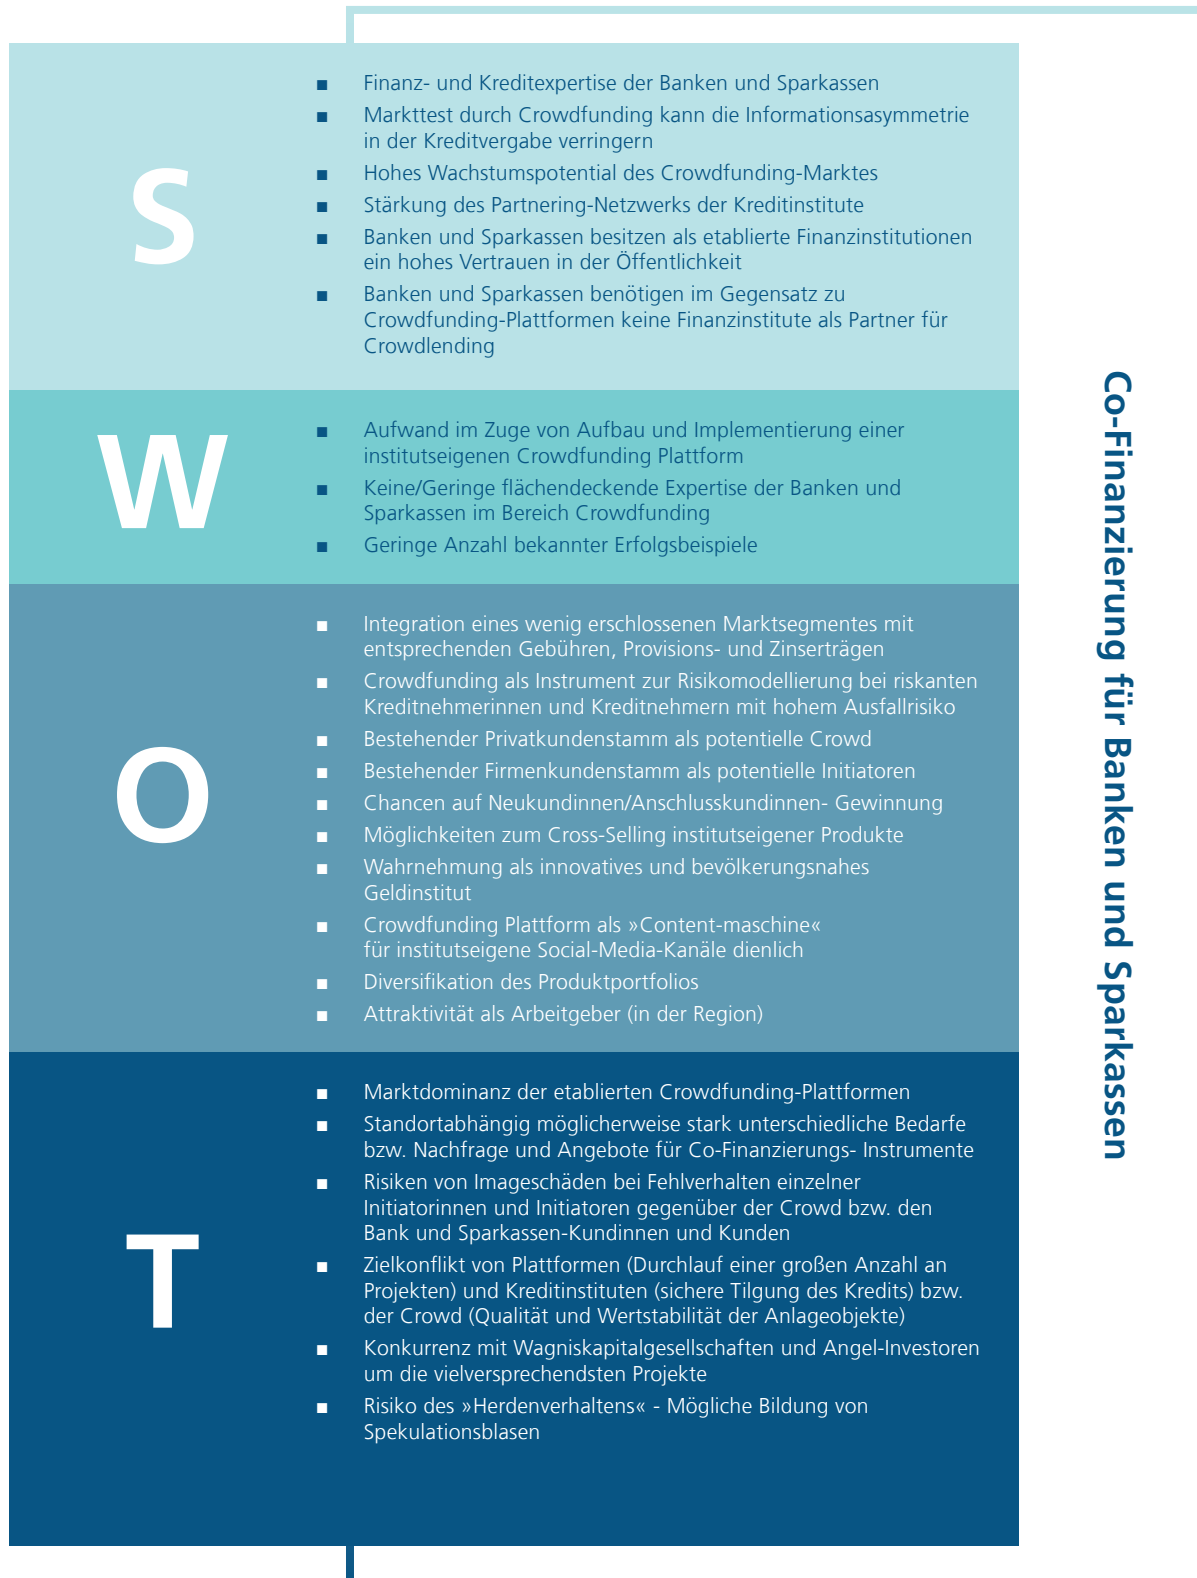 S
■ Finanz- und Kreditexpertise der Banken und Sparkassen
■ Markttest durch Crowdfunding kann die Informationsasymmetrie
in der Kreditvergabe verringern
■ Hohes Wachstumspotential des Crowdfunding-Marktes
■ Stärkung des Partnering-Netzwerks der Kreditinstitute
■ Banken und Sparkassen besitzen als etablierte Finanzinstitutionen
ein hohes Vertrauen in der Öffentlichkeit
■ Banken und Sparkassen benötigen im Gegensatz zu
Crowdfunding-Plattformen keine Finanzinstitute als Partner für
Crowdlending
W
■ Aufwand im Zuge von Aufbau und Implementierung einer
institutseigenen Crowdfunding Plattform
■ Keine/Geringe flächendeckende Expertise der Banken und
Sparkassen im Bereich Crowdfunding
■ Geringe Anzahl bekannter Erfolgsbeispiele
O
■ Integration eines wenig erschlossenen Marktsegmentes mit
entsprechenden Gebühren, Provisions- und Zinserträgen
■ Crowdfunding als Instrument zur Risikomodellierung bei riskanten
Kreditnehmerinnen und Kreditnehmern mit hohem Ausfallrisiko
■ Bestehender Privatkundenstamm als potentielle Crowd
■ Bestehender Firmenkundenstamm als potentielle Initiatoren
■ Chancen auf Neukundinnen/Anschlusskundinnen- Gewinnung
■ Möglichkeiten zum Cross-Selling institutseigener Produkte
■ Wahrnehmung als innovatives und bevölkerungsnahes
Geldinstitut
■ Crowdfunding Plattform als »Content-maschine«
für institutseigene Social-Media-Kanäle dienlich
■ Diversifikation des Produktportfolios
■ Attraktivität als Arbeitgeber (in der Region)
T
■ Marktdominanz der etablierten Crowdfunding-Plattformen
■ Standortabhängig möglicherweise stark unterschiedliche Bedarfe
bzw. Nachfrage und Angebote für Co-Finanzierungs- Instrumente
■ Risiken von Imageschäden bei Fehlverhalten einzelner
Initiatorinnen und Initiatoren gegenüber der Crowd bzw. den
Bank und Sparkassen-Kundinnen und Kunden
■ Zielkonflikt von Plattformen (Durchlauf einer großen Anzahl an
Projekten) und Kreditinstituten (sichere Tilgung des Kredits) bzw.
der Crowd (Qualität und Wertstabilität der Anlageobjekte)
■ Konkurrenz mit Wagniskapitalgesellschaften und Angel-Investoren
um die vielversprechendsten Projekte
■ Risiko des »Herdenverhaltens« - Mögliche Bildung von
Spekulationsblasen
Co-Finanzierung für Banken und Sparkassen